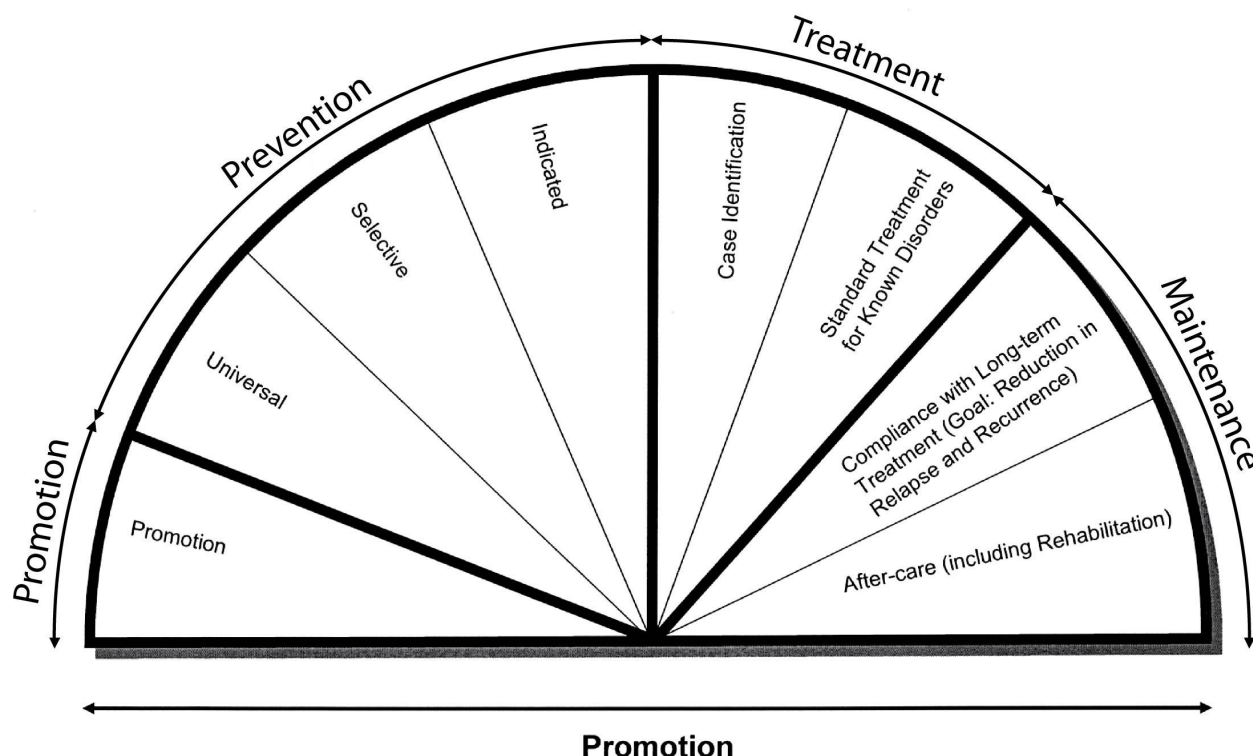 Promotion
Prevention
Treatment
Maintenance
Promotion
Universal
Selective
Indicated
Case Identification
Standard Treatment
for Known Disorders
Compliance with Long-term
Treatment (Goal: Reduction in
Relapse and Recurrence)
After-care (including Rehabilitation)
Promotion